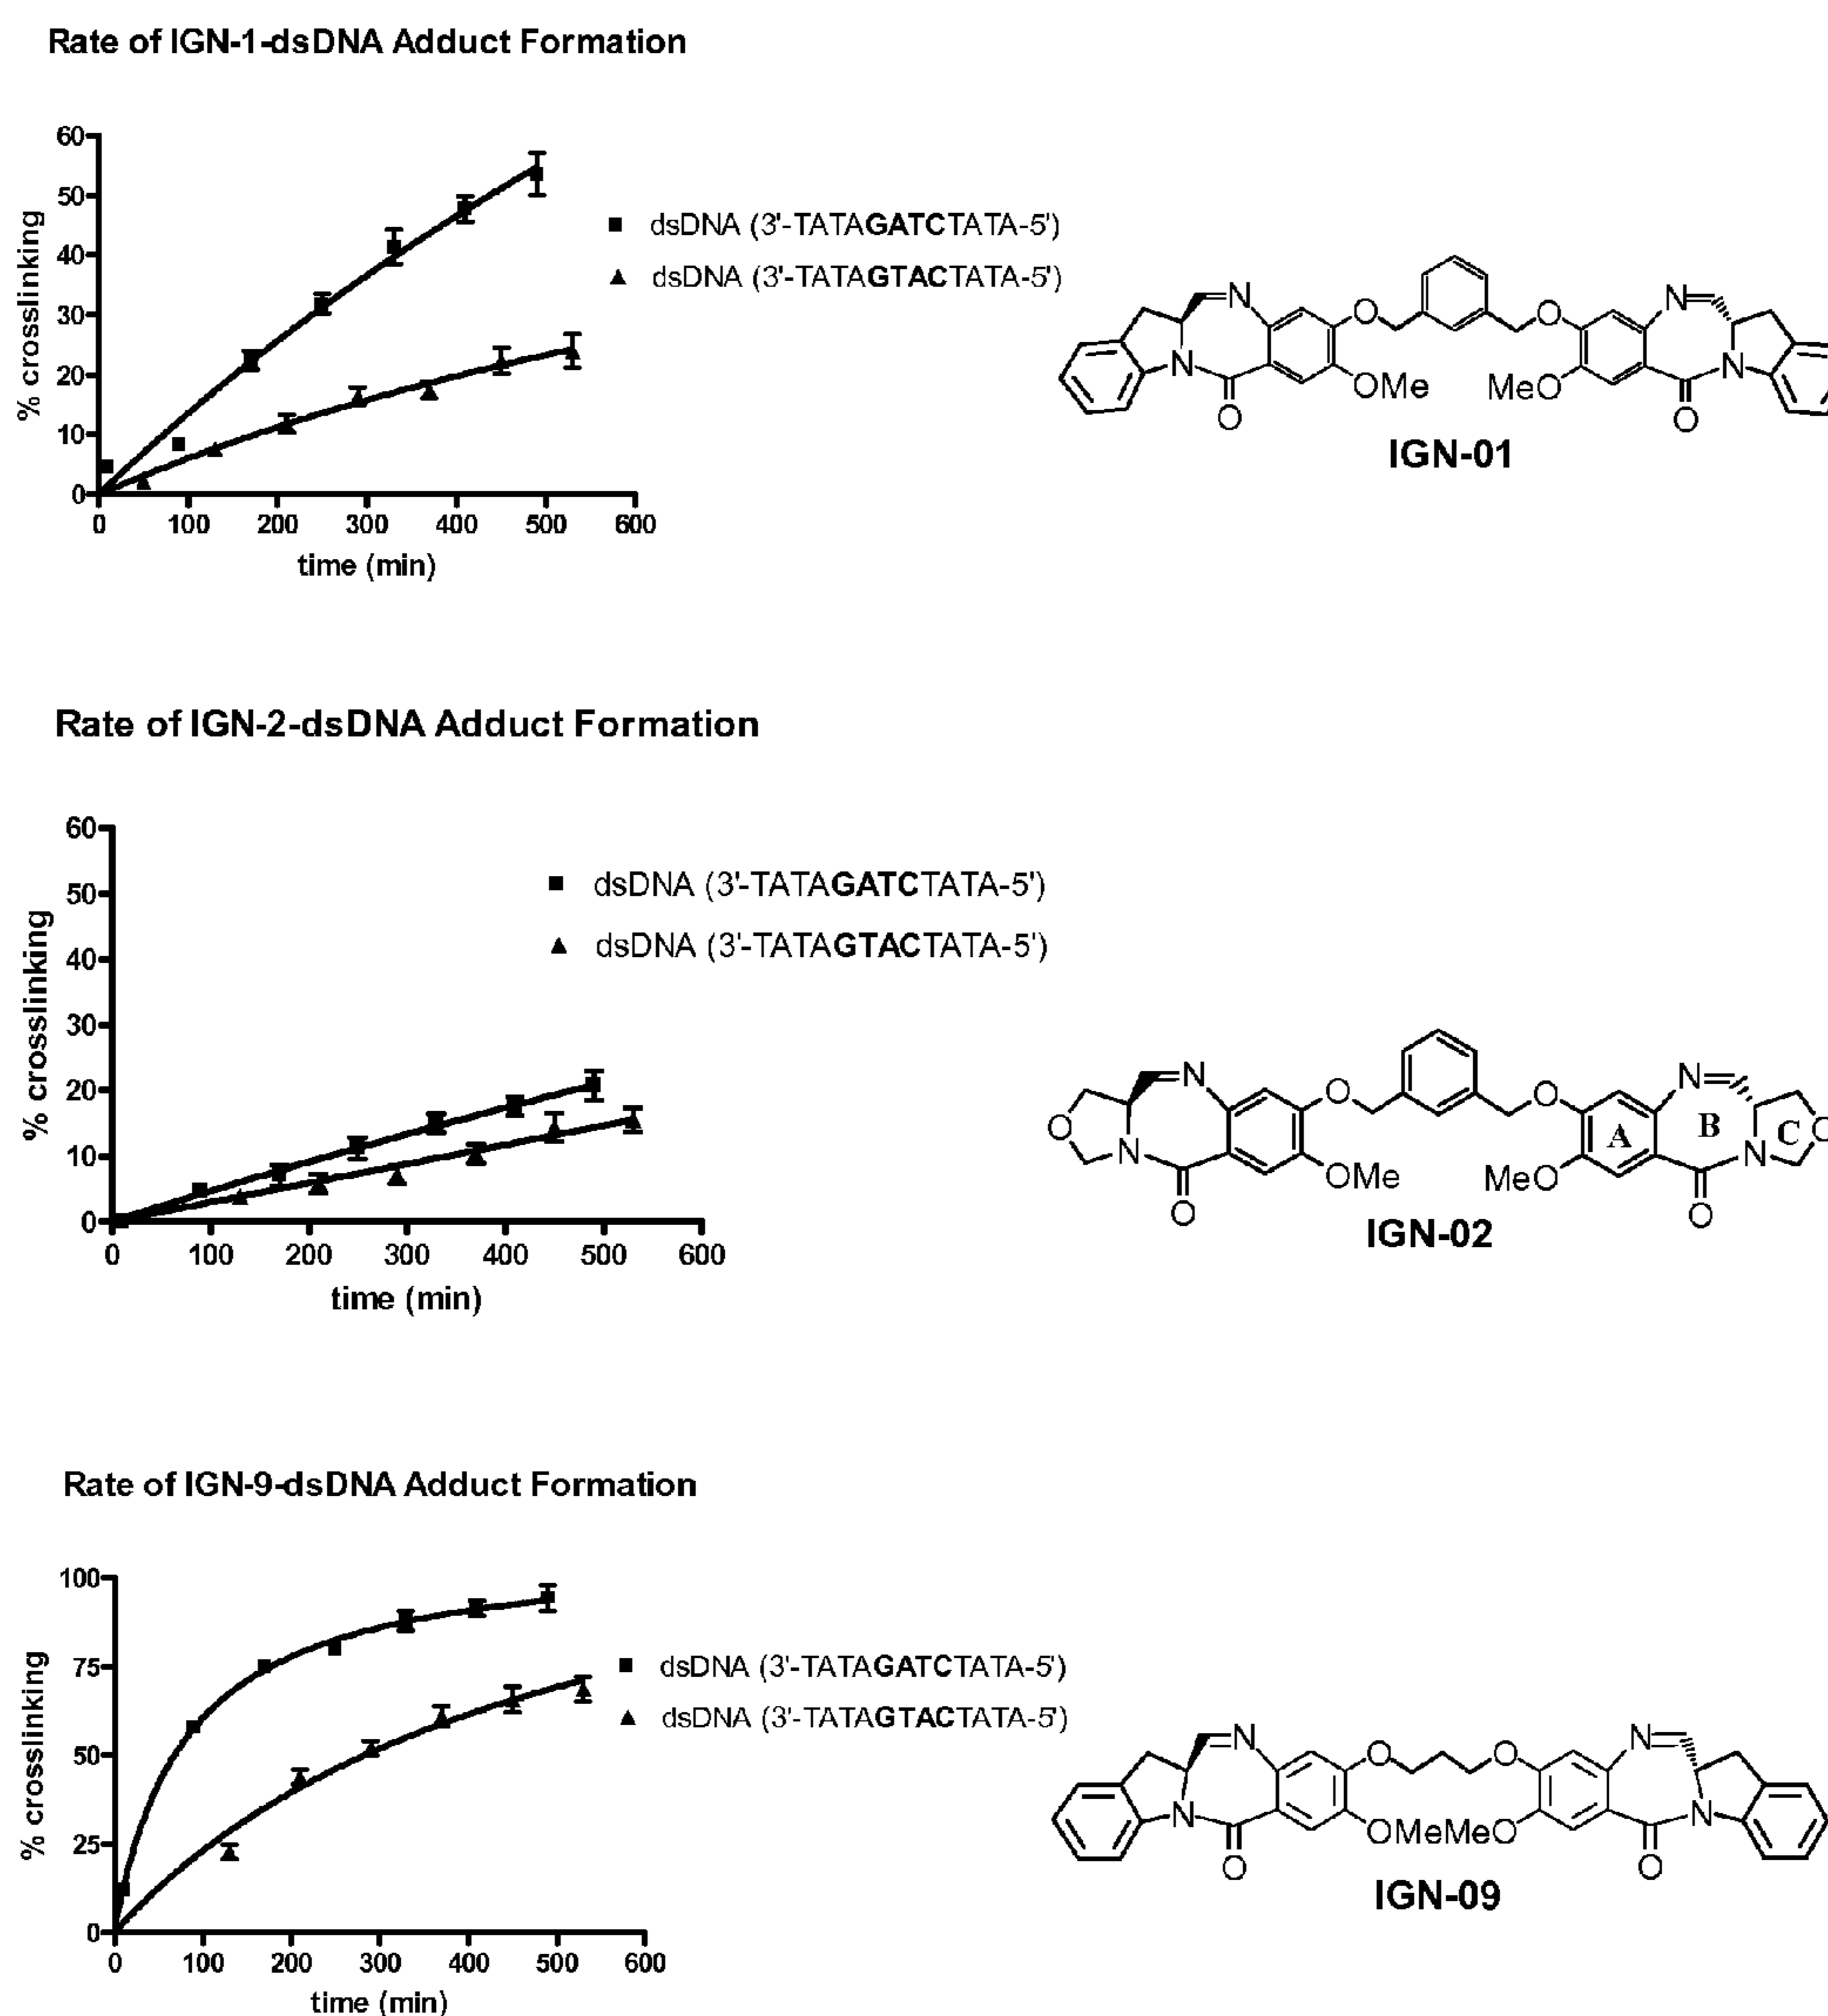 Rate of IGN-1-dsDNA Adduct Formation
60
50
40
30
20
10
0
% crosslinking
0 100 200 300 400 500 600
time (min)
■ dsDNA (3'-TATAGATCTATA-5')
▲ dsDNA (3'-TATAGTACTATA-5')
N N
O O
N N
OMe MeO
O O
IGN-01
Rate of IGN-2-dsDNA Adduct Formation
60
50
40
30
20
10
0
% crosslinking
0 100 200 300 400 500 600
time (min)
■ dsDNA (3'-TATAGATCTATA-5')
▲ dsDNA (3'-TATAGTACTATA-5')
N N
O O
O A B C O
N N
OMe MeO
O O
IGN-02
Rate of IGN-9-dsDNA Adduct Formation
100
75
50
25
0
% crosslinking
0 100 200 300 400 500 600
time (min)
■ dsDNA (3'-TATAGATCTATA-5')
▲ dsDNA (3'-TATAGTACTATA-5')
N N
O O
N N
OMeMeO
O O
IGN-09